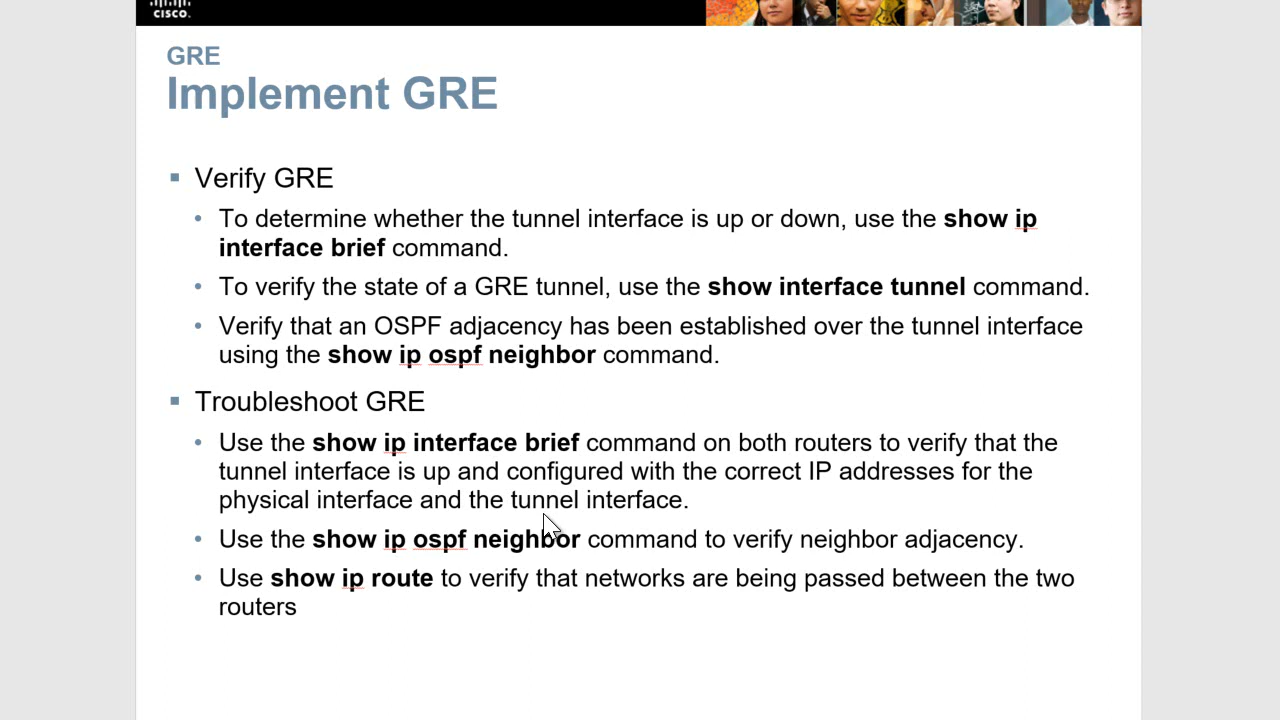 CISCO.
GRE
Implement GRE
Verify GRE
To determine whether the tunnel interface is up or down, use the show ip
interface brief command.
To verify the state of a GRE tunnel, use the show interface tunnel command.
Verify that an OSPF adjacency has been established over the tunnel interface
using the show ip ospf neighbor command.
Troubleshoot GRE
Use the show ip interface brief command on both routers to verify that the
tunnel interface is up and configured with the correct IP addresses for the
physical interface and the tunnel interface.
Use the show ip ospf neighbor command to verify neighbor adjacency.
Use show ip route to verify that networks are being passed between the two
routers